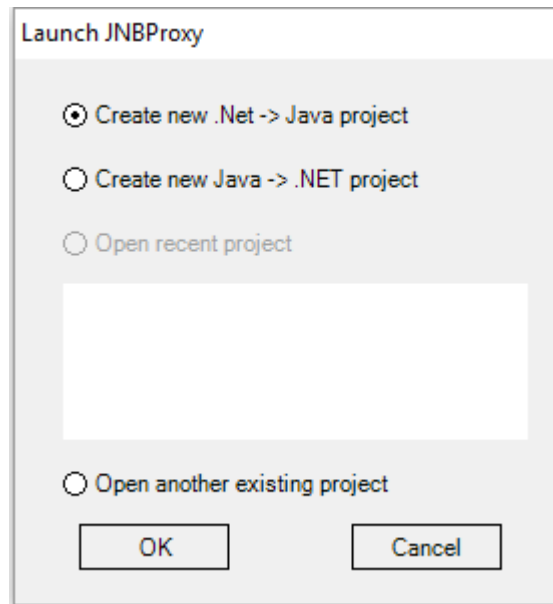 Launch JNBProxy
Create new .Net -> Java project
Create new Java -> .NET project
Open recent project
Open another existing project
OK
Cancel